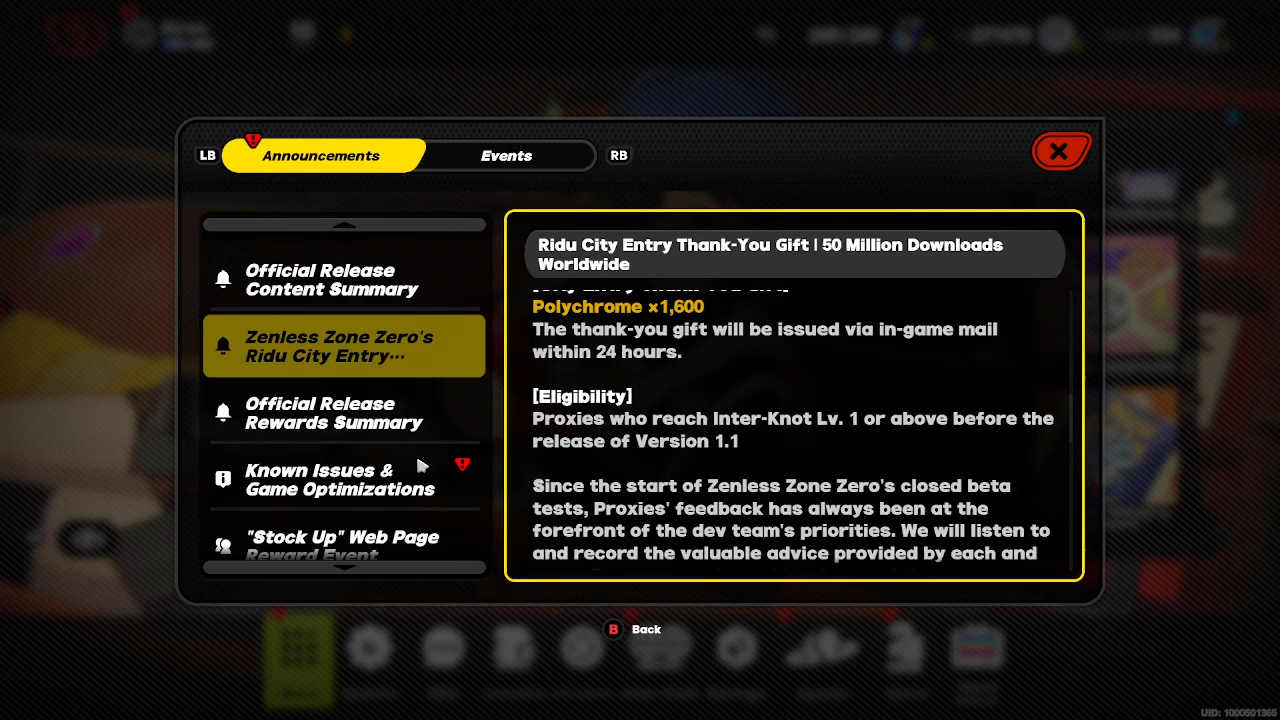 LB
Announcements
Events
RB
Official Release
Content Summary
Zenless Zone Zero's
Ridu City Entry···
Official Release
Rewards Summary
Known Issues &
Game Optimizations
"Stock Up" Web Page
Reward Event
Ridu City Entry Thank-You Gift | 50 Million Downloads
Worldwide
Polychrome ×1,600
The thank-you gift will be issued via in-game mail
within 24 hours.
[Eligibility]
Proxies who reach Inter-Knot Lv. 1 or above before the
release of Version 1.1
Since the start of Zenless Zone Zero's closed beta
tests, Proxies' feedback has always been at the
forefront of the dev team's priorities. We will listen to
and record the valuable advice provided by each and
B Back
UID: 1000501365